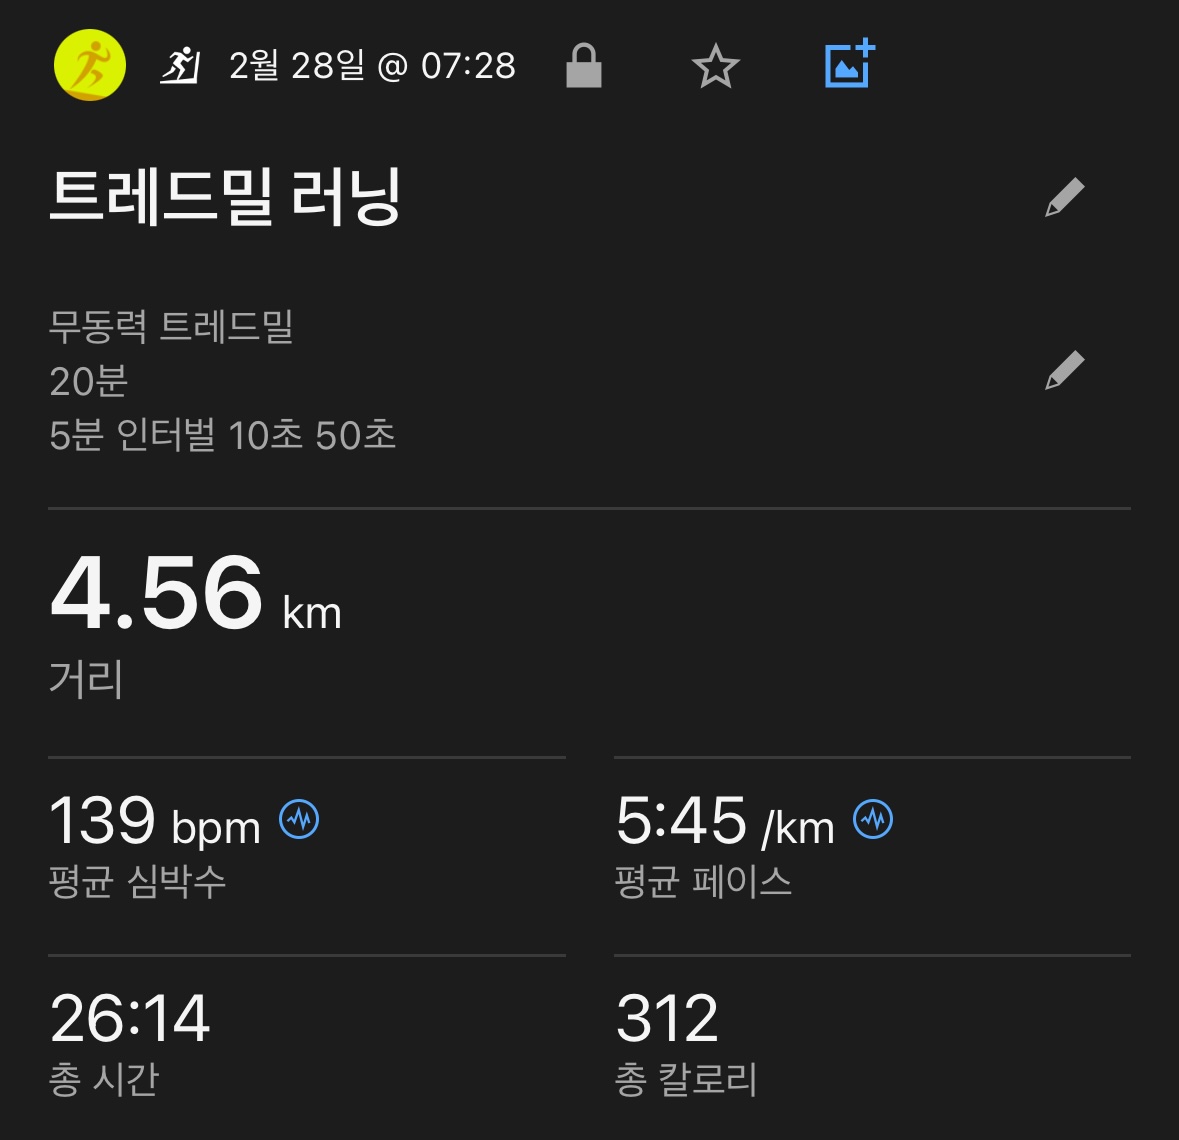 2월 28일 @ 07:28
트레드밀 러닝
무동력 트레드밀
20분
5분 인터벌 10초 50초
4.56 km
거리
139 bpm
평균 심박수
5:45 /km
평균 페이스
26:14
총 시간
312
총 칼로리